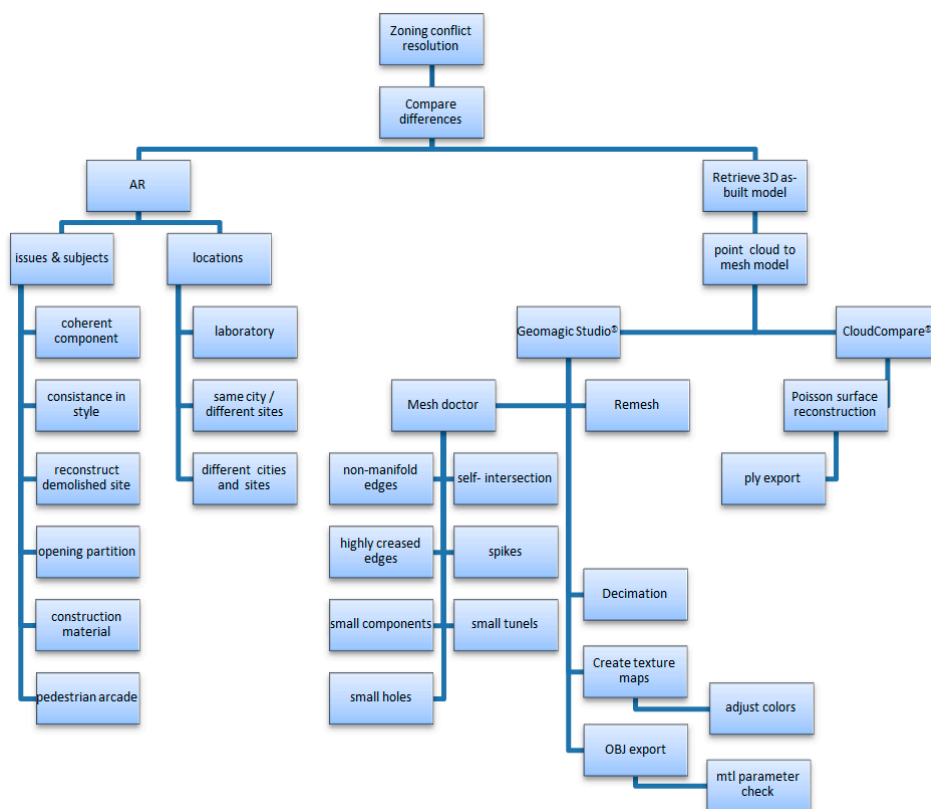 Zoning conflict
resolution
Compare
differences
AR
Retrieve 3D as-
built model
issues & subjects
locations
point cloud to
mesh model
coherent
component
laboratory
Geomagic Studio®
CloudCompare®
consistance in
style
same city /
different sites
Mesh doctor
Remesh
Poisson surface
reconstruction
reconstruct
demolished site
different cities
and sites
non-manifold
edges
self- intersection
ply export
opening partition
highly creased
edges
spikes
Decimation
construction
material
small components
small tunels
Create texture
maps
pedestrian arcade
small holes
adjust colors
OBJ export
mtl parameter
check